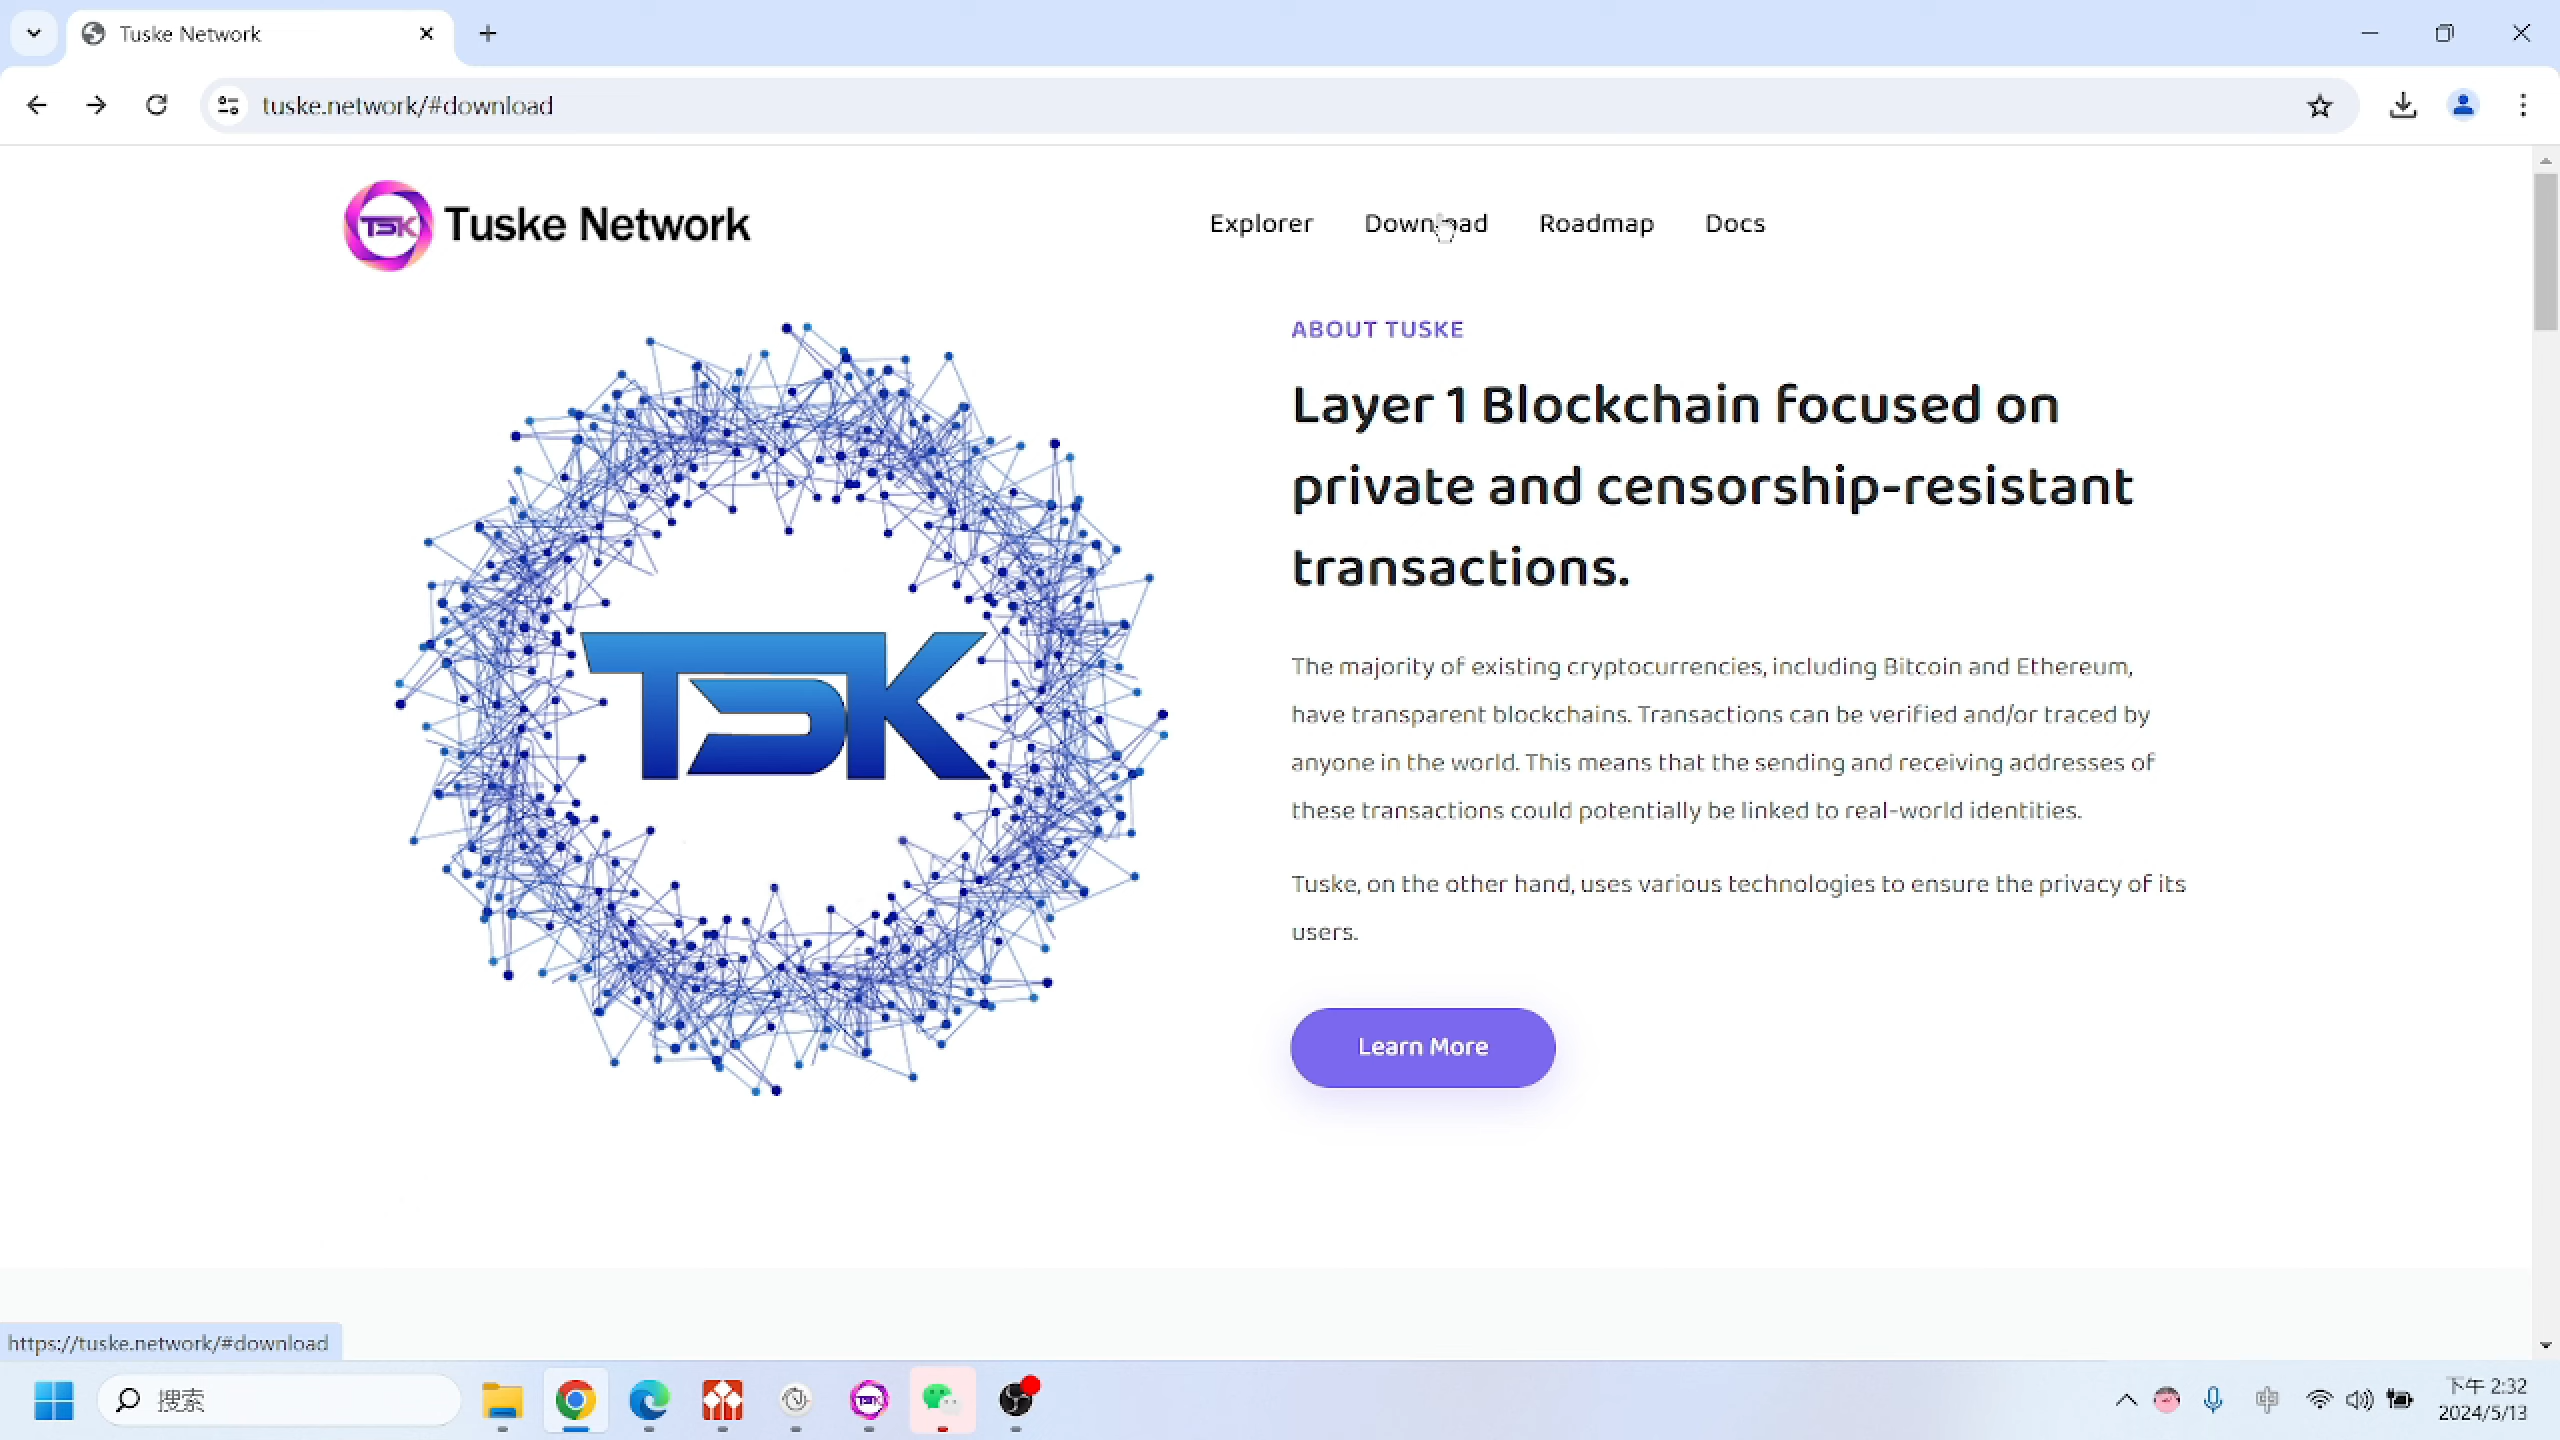 Tuske Network
tuske.network/#download
TSK
Tuske Network
Explorer
Download
Roadmap
Docs
ABOUT TUSKE
Layer 1 Blockchain focused on
private and censorship-resistant
transactions.
TSK
The majority of existing cryptocurrencies, including Bitcoin and Ethereum,
have transparent blockchains. Transactions can be verified and/or traced by
anyone in the world. This means that the sending and receiving addresses of
these transactions could potentially be linked to real-world identities.
Tuske, on the other hand, uses various technologies to ensure the privacy of its
users.
Learn More
https://tuske.network/#download
搜索
TSK
中
下午 2:32
2024/5/13